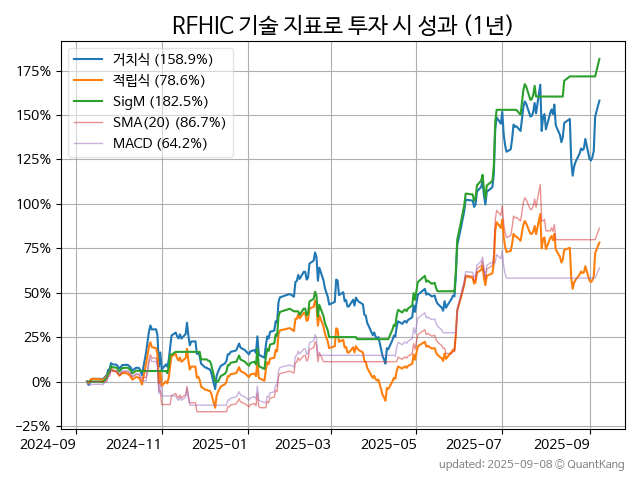 RFHIC 기술 지표로 투자 시 성과 (1년)
거치식 (158.9%)
적립식 (78.6%)
SigM (182.5%)
SMA(20) (86.7%)
MACD (64.2%)
175%
150%
125%
100%
75%
50%
25%
0%
−25%
2024-09 2024-11 2025-01 2025-03 2025-05 2025-07 2025-09
updated: 2025-09-08 © QuantKang